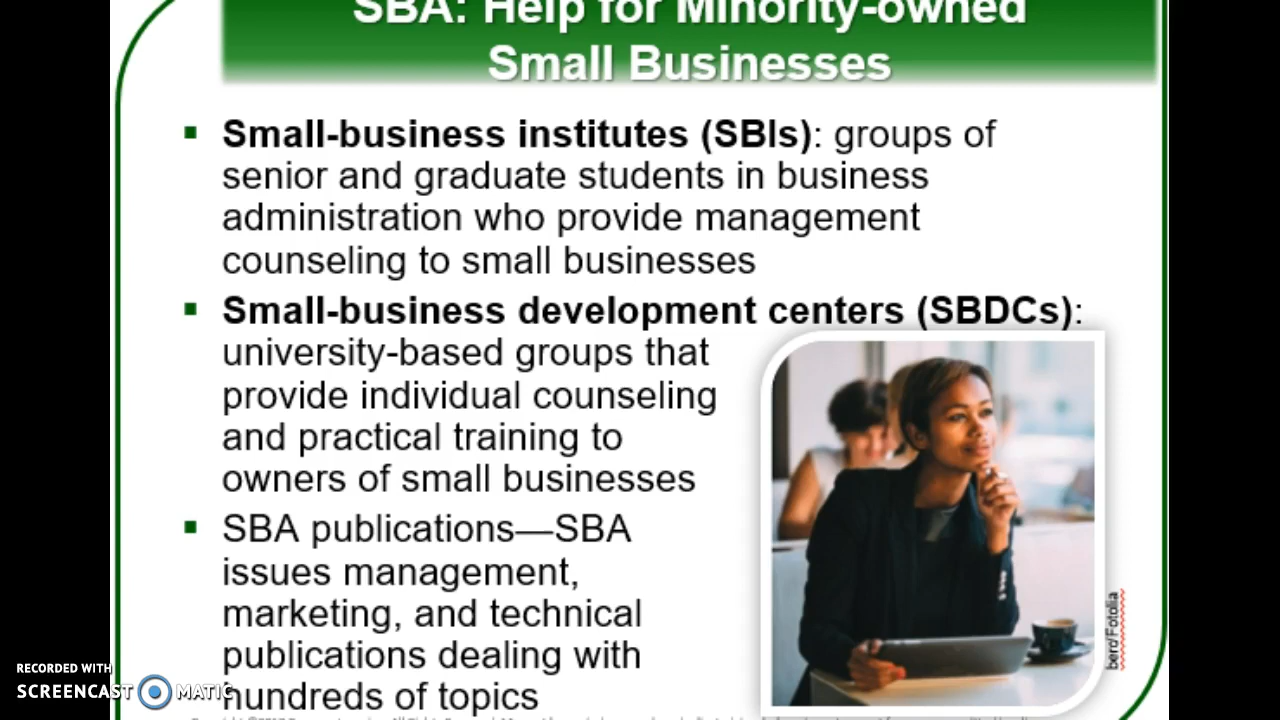 SBA: Help for Minority-owned
Small Businesses
▪ Small-business institutes (SBIs): groups of
senior and graduate students in business
administration who provide management
counseling to small businesses
▪ Small-business development centers (SBDCs):
university-based groups that
provide individual counseling
and practical training to
owners of small businesses
▪ SBA publications—SBA
issues management,
marketing, and technical
publications dealing with
hundreds of topics
bero/Fotolia
RECORDED WITH
SCREENCAST MATIC